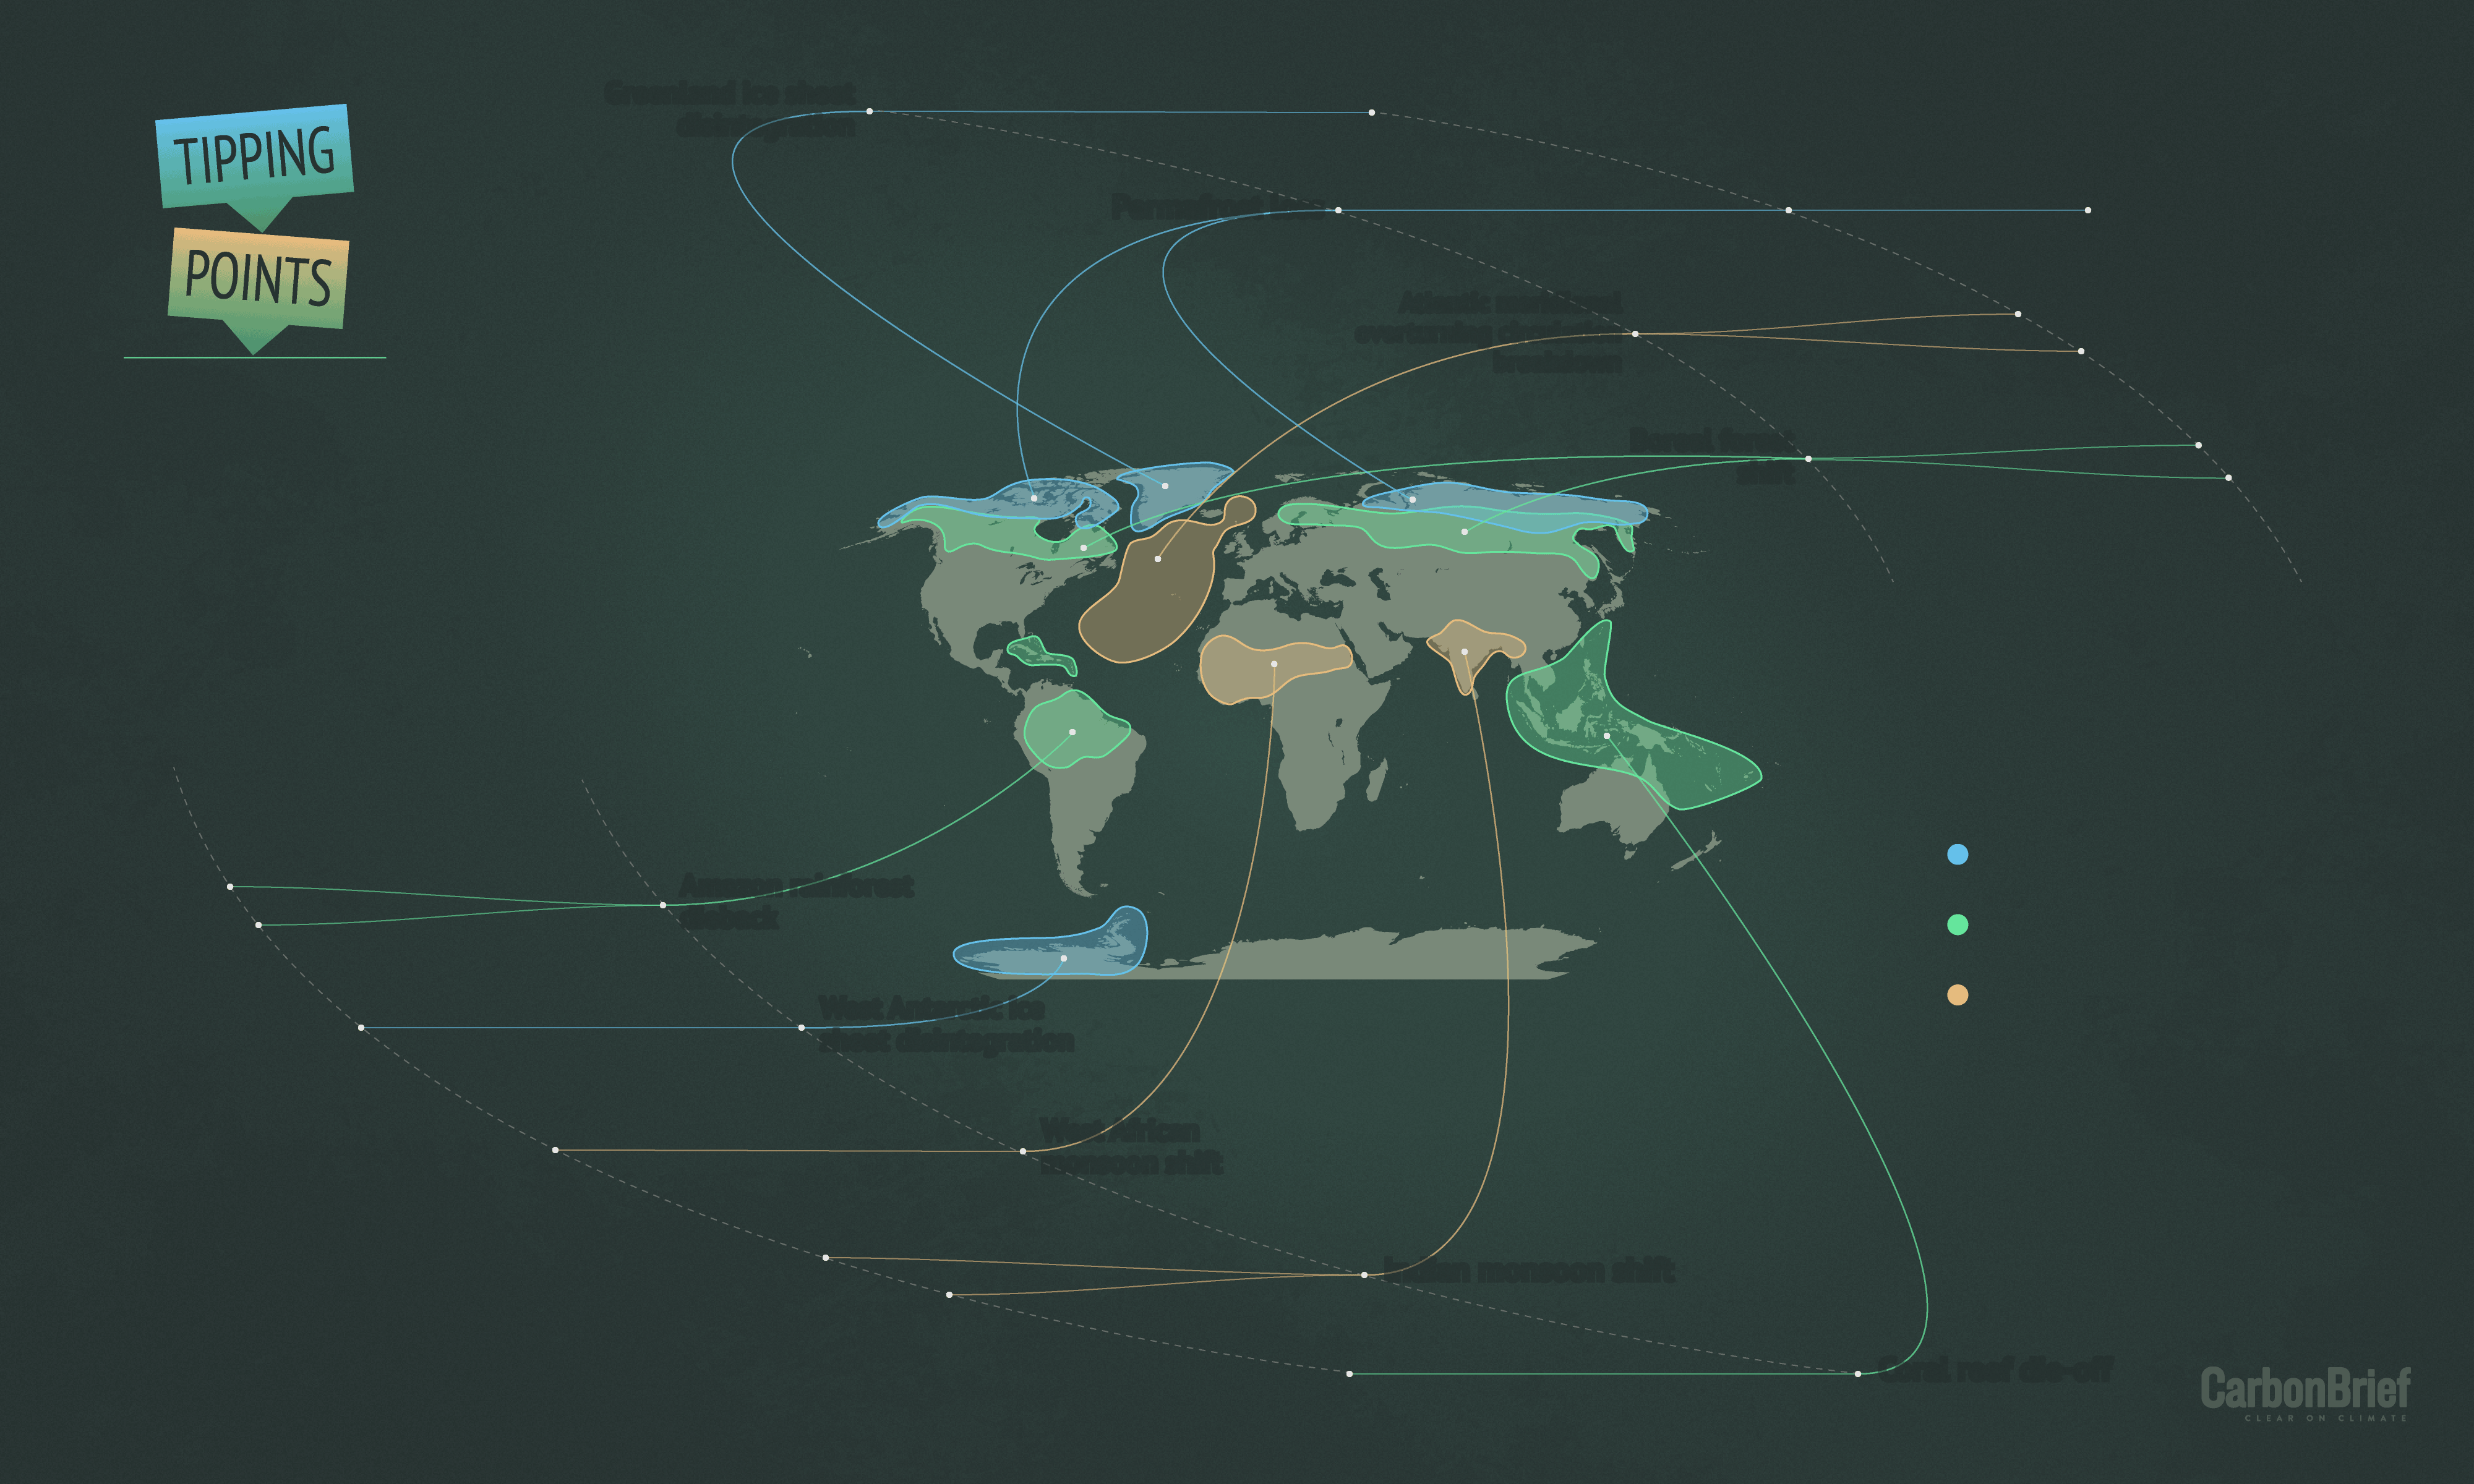 TIPPING
POINTS
Greenland ice sheet
disintegration
Permafrost loss
Atlantic meridional
overturning circulation
breakdown
Boreal forest
shift
Amazon rainforest
dieback
West Antarctic ice
sheet disintegration
West African
monsoon shift
Indian monsoon shift
Coral reef die-off
CarbonBrief
CLEAR ON CLIMATE